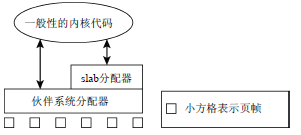 一般性的内核代码
slab分配器
伙伴系统分配器
小方格表示页帧